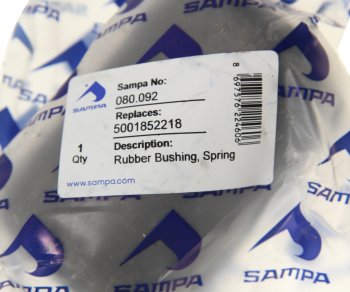 SAMPA
SAMPA
SAMPA
Sampa No:
080.092
Replaces:
5001852218
1
Qty
Description:
Rubber Bushing, Spring
www.sampa.com
SAMPA
SAMPA
SAMPA